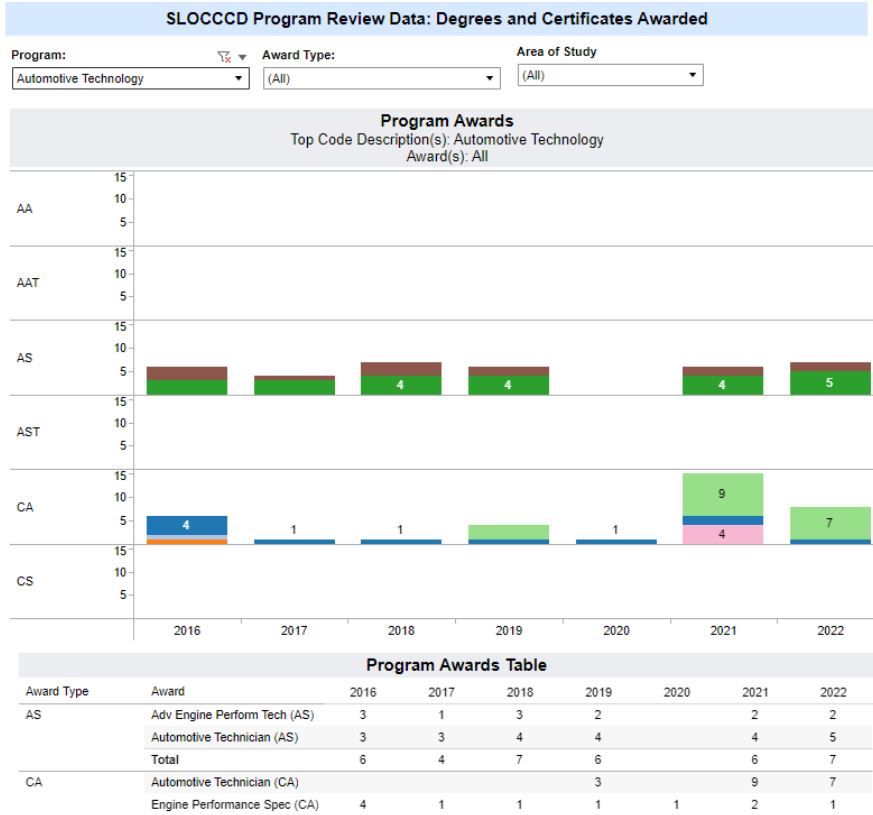 SLOCCCD Program Review Data: Degrees and Certificates Awarded
Program: Award Type: Area of Study
Automotive Technology (All) (All)
Program Awards
Top Code Description(s): Automotive Technology
Award(s): All
15
AA 10
5
15
AAT 10
5
15
AS 10
5 4 4 4 5
15
AST 10
5
15
CA 10 9
5 4 1 1 1 4 7
15
CS 10
5
2016 2017 2018 2019 2020 2021 2022
Program Awards Table
Award Type Award 2016 2017 2018 2019 2020 2021 2022
AS Adv Engine Perform Tech (AS) 3 1 3 2 2 2
Automotive Technician (AS) 3 3 4 4 4 5
Total 6 4 7 6 6 7
CA Automotive Technician (CA) 3 9 7
Engine Performance Spec (CA) 4 1 1 1 1 2 1